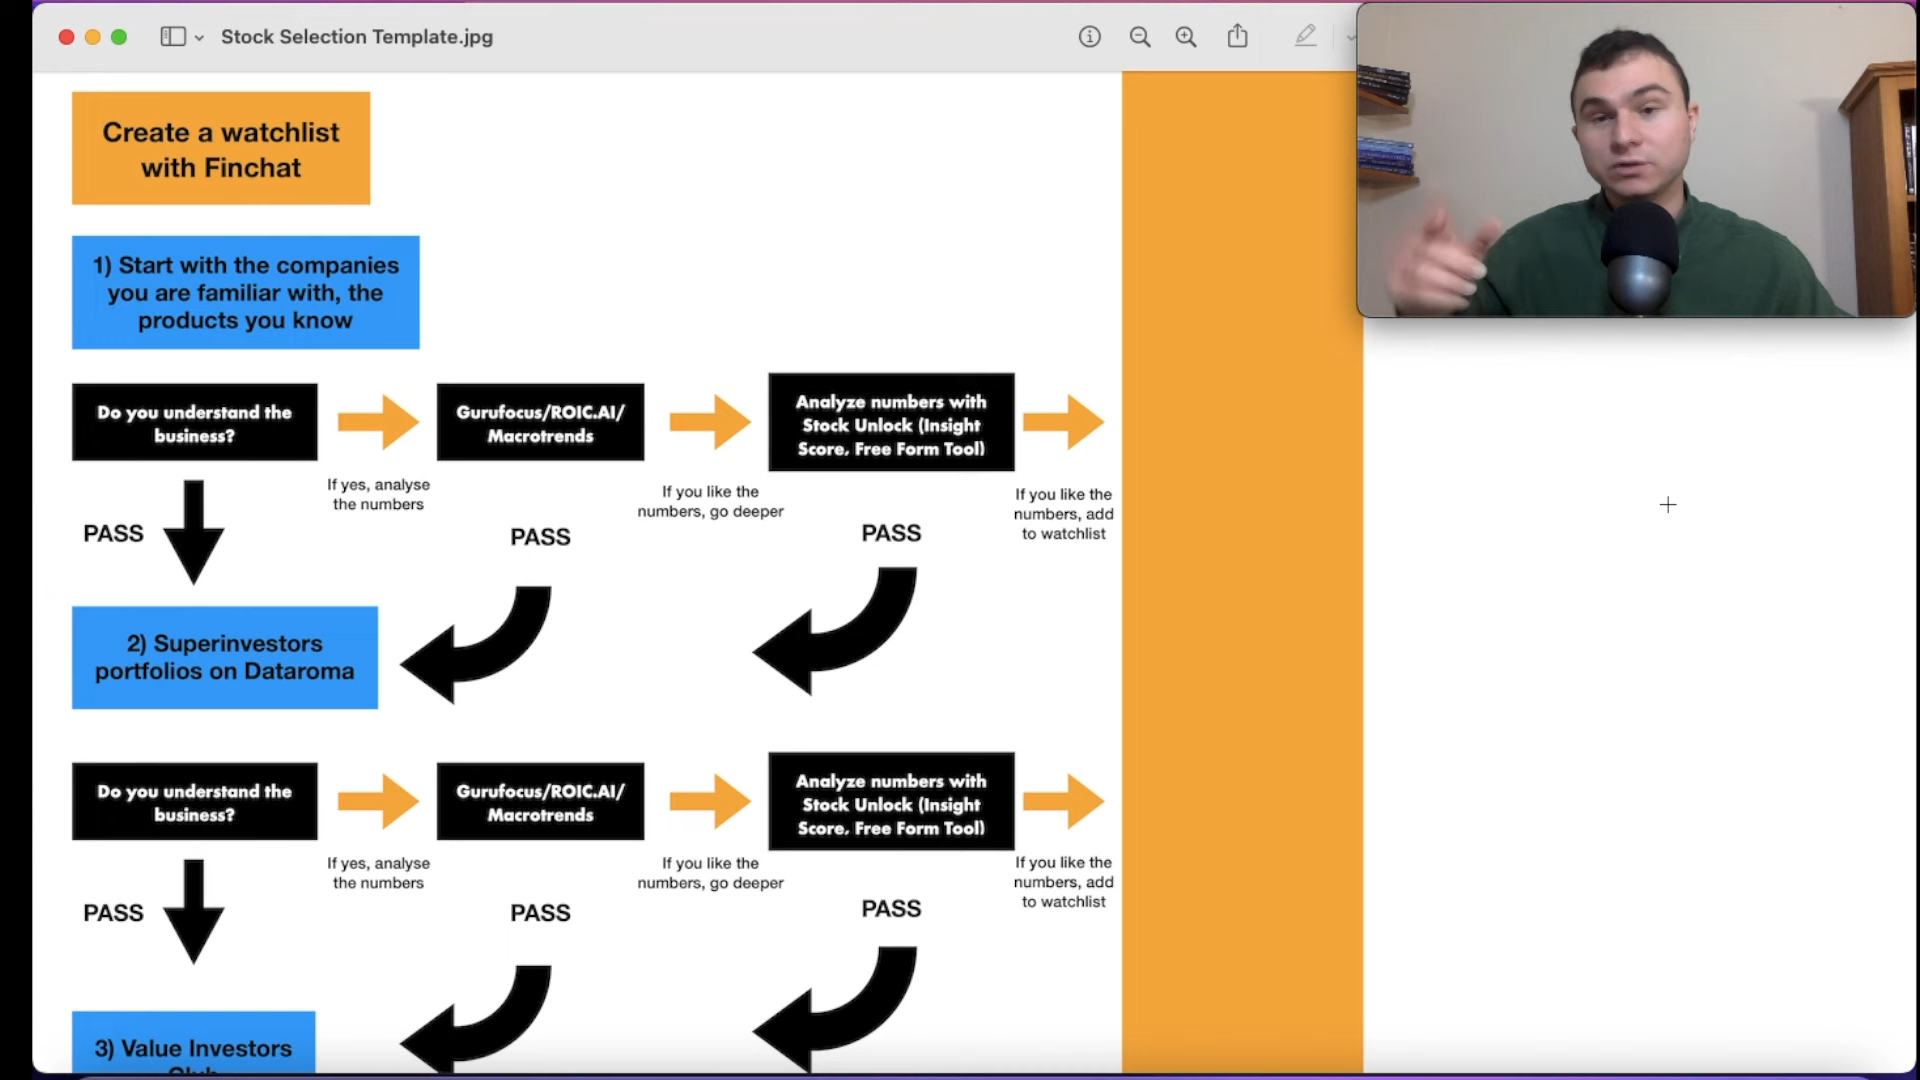 Stock Selection Template.jpg
Create a watchlist
with Finchat
1) Start with the companies
you are familiar with, the
products you know
Do you understand the
business?
If yes, analyse
the numbers
Gurufocus/ROIC.AI/
Macrotrends
If you like the
numbers, go deeper
Analyze numbers with
Stock Unlock (Insight
Score. Free Form Tool)
If you like the
numbers, add
to watchlist
PASS
PASS
PASS
2) Superinvestors
portfolios on Dataroma
Do you understand the
business?
If yes, analyse
the numbers
Gurufocus/ROIC.AI/
Macrotrends
If you like the
numbers, go deeper
Analyze numbers with
Stock Unlock (Insight
Score. Free Form Tool)
If you like the
numbers, add
to watchlist
PASS
PASS
PASS
3) Value Investors